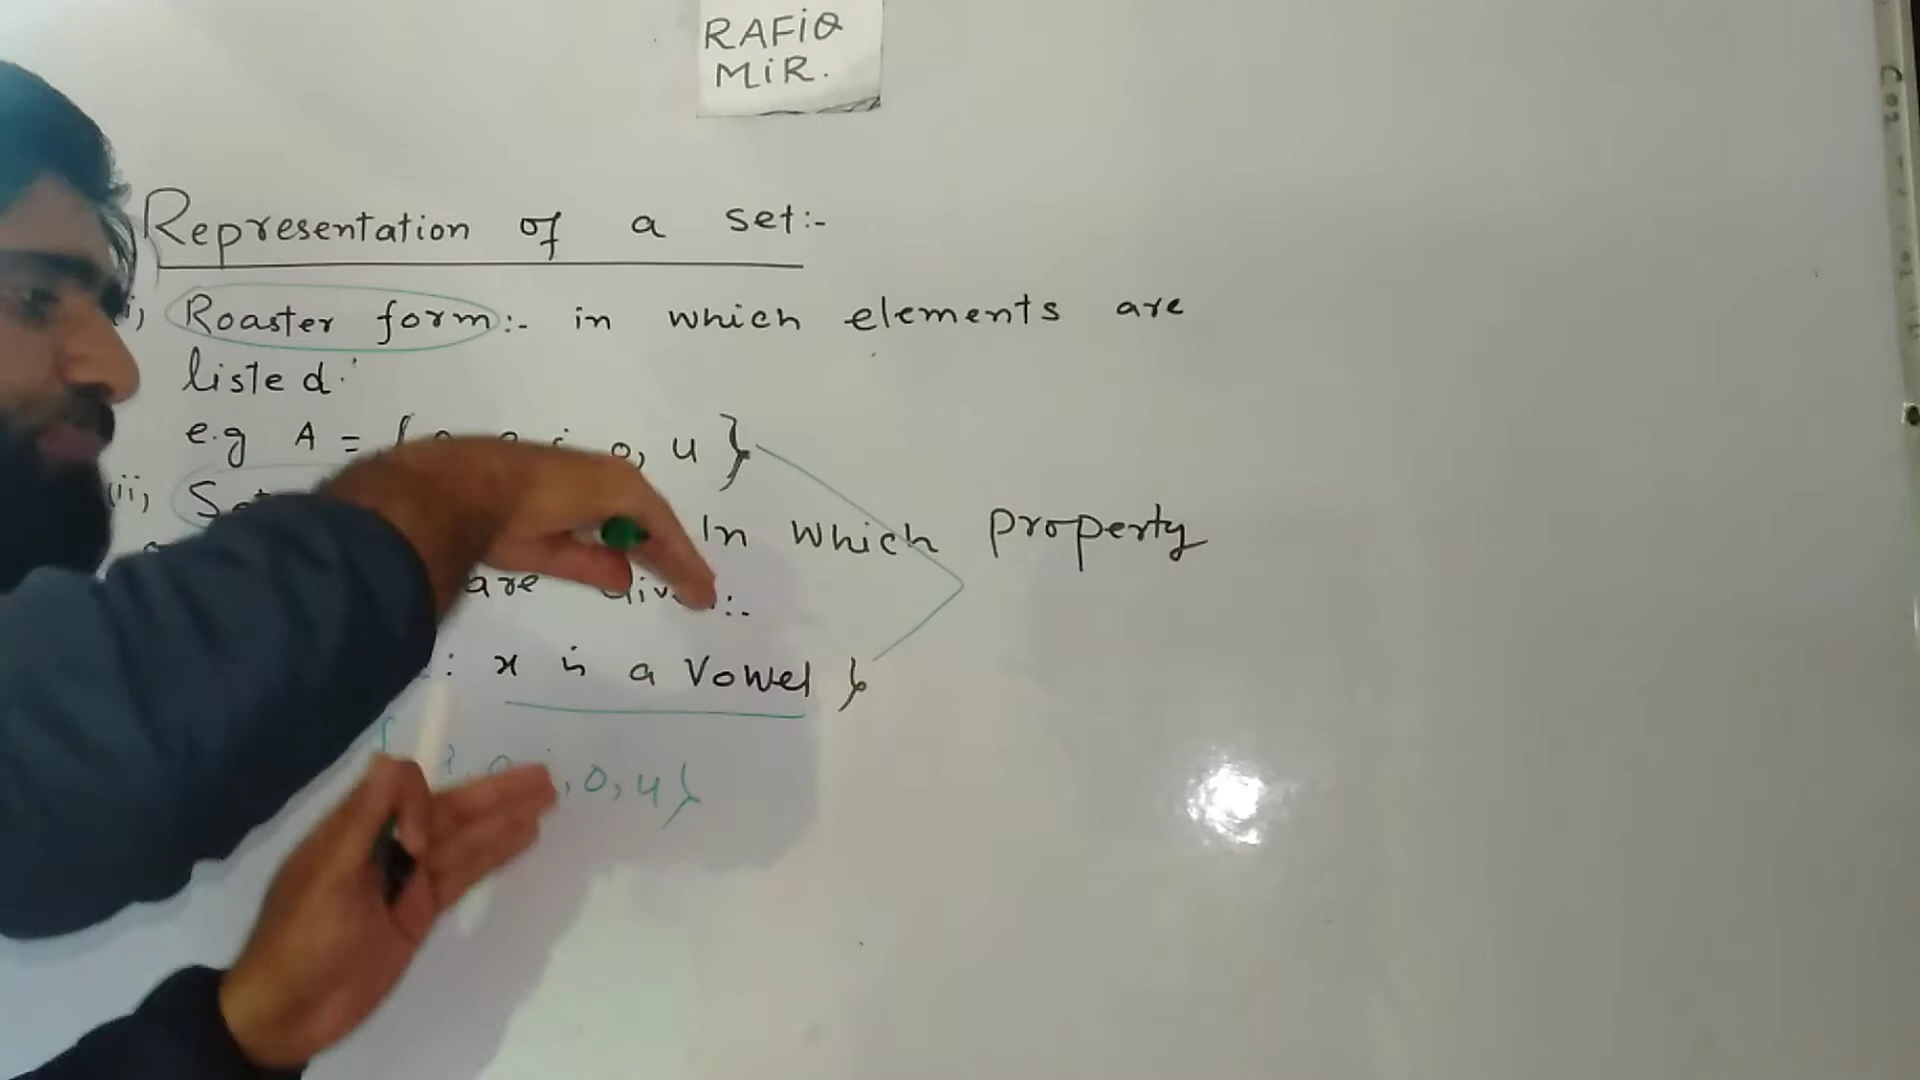 RAFIQ
MIR.
Representation of a set:-
i, Roaster form:- in which elements are
listed.
e.g A = { o, u }
(ii), In which property
are :-
: x is a Vowel }
, o, u }